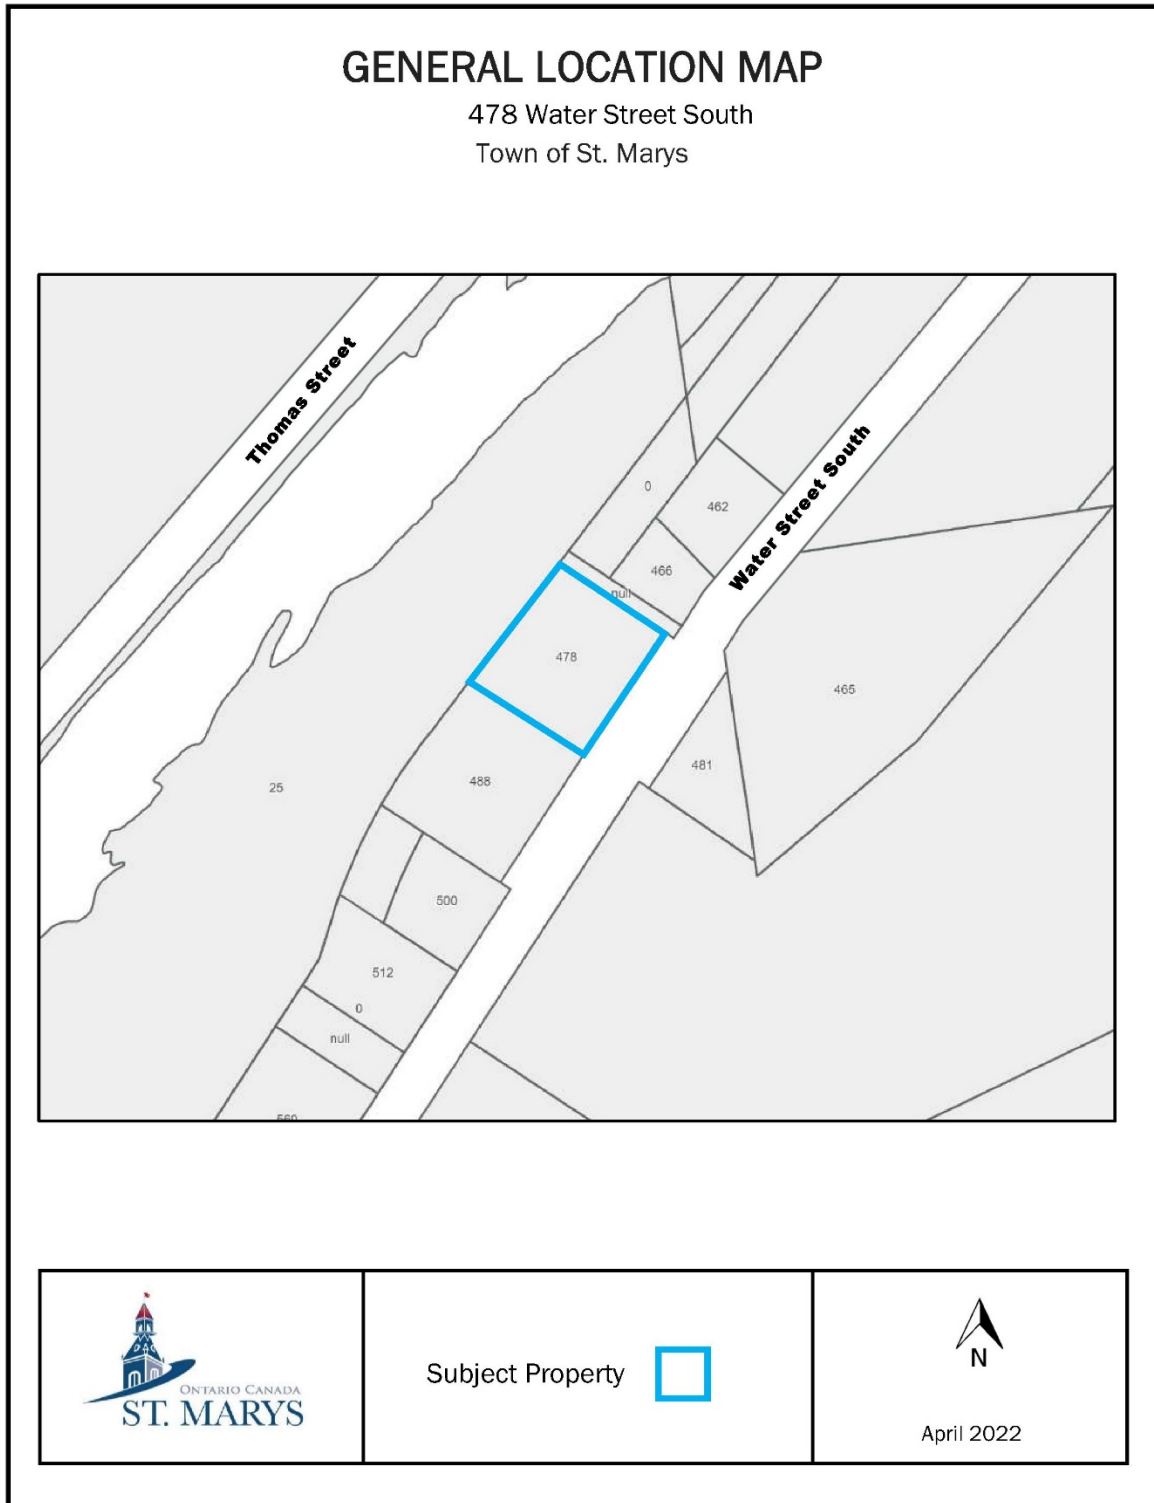 GENERAL LOCATION MAP
478 Water Street South
Town of St. Marys
Thomas Street
Water Street South
0
462
466
null
478
465
481
488
25
500
512
0
null
ONTARIO CANADA
ST. MARYS
Subject Property
N
April 2022